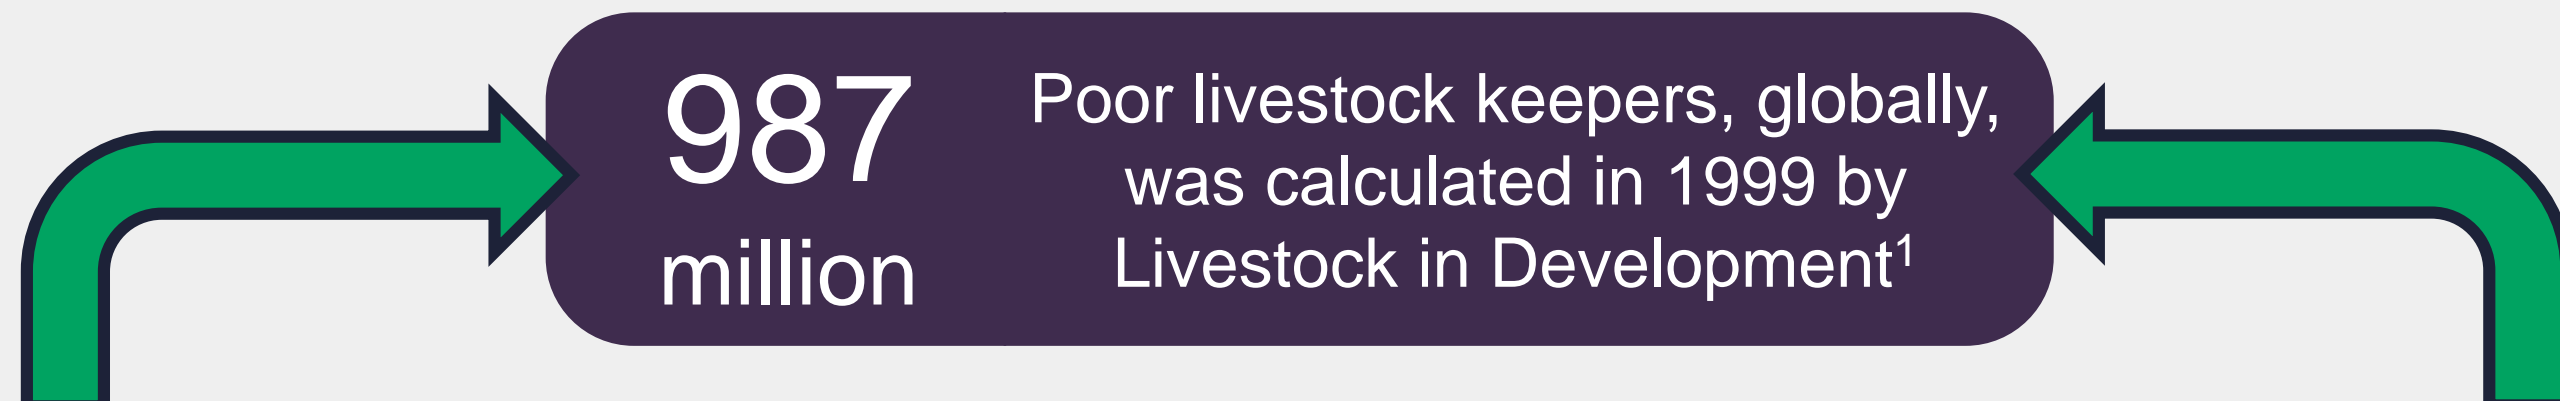 987
million
Poor livestock keepers, globally,
was calculated in 1999 by
Livestock in Development¹